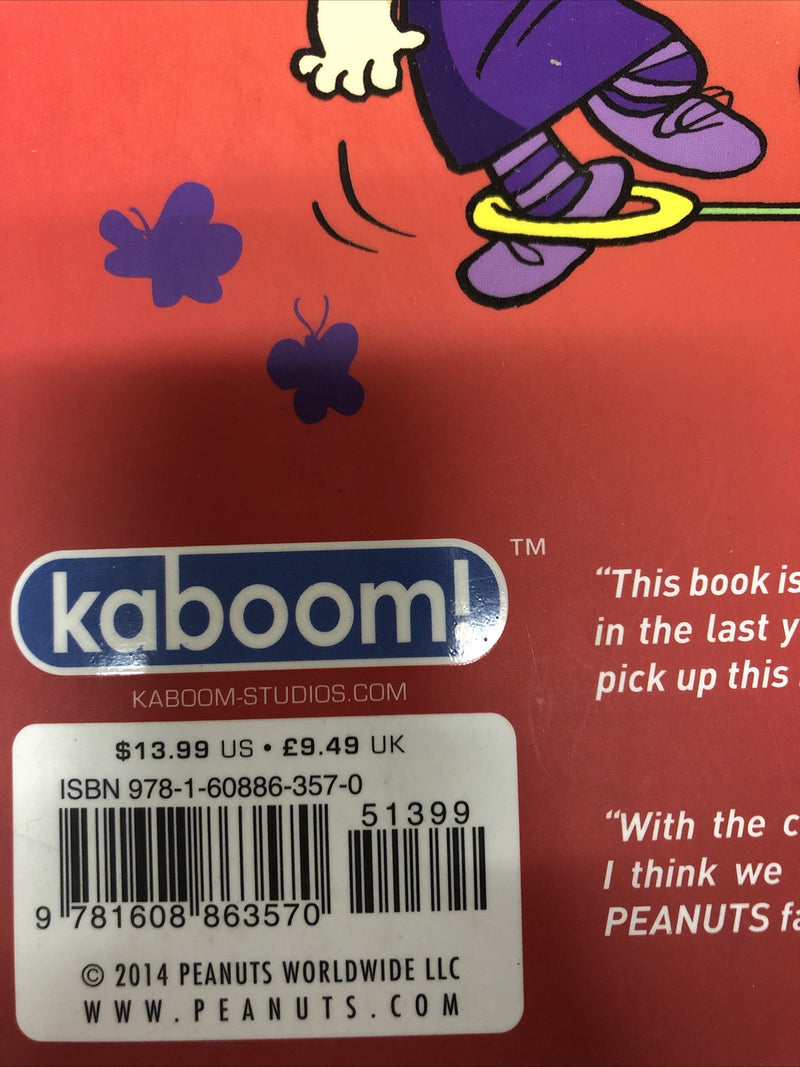 kaboom! ™
KABOOM-STUDIOS.COM
$13.99 US • £9.49 UK
ISBN 978-1-60886-357-0
51399
9 781608 863570
© 2014 PEANUTS WORLDWIDE LLC
WWW.PEANUTS.COM
“This book is
in the last y
pick up this
“With the c
I think we
PEANUTS fa